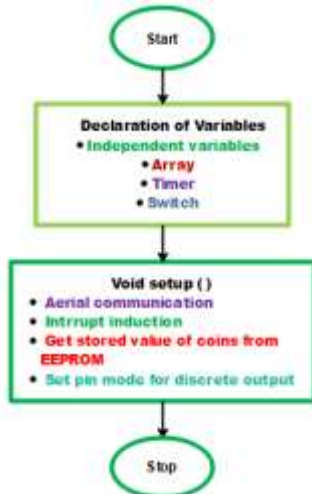 Start
Declaration of Variables
• Independent variables
• Array
• Timer
• Switch
Void setup ( )
• Aerial communication
• Intrrupt induction
• Get stored value of coins from
EEPROM
• Set pin mode for discrete output
Stop